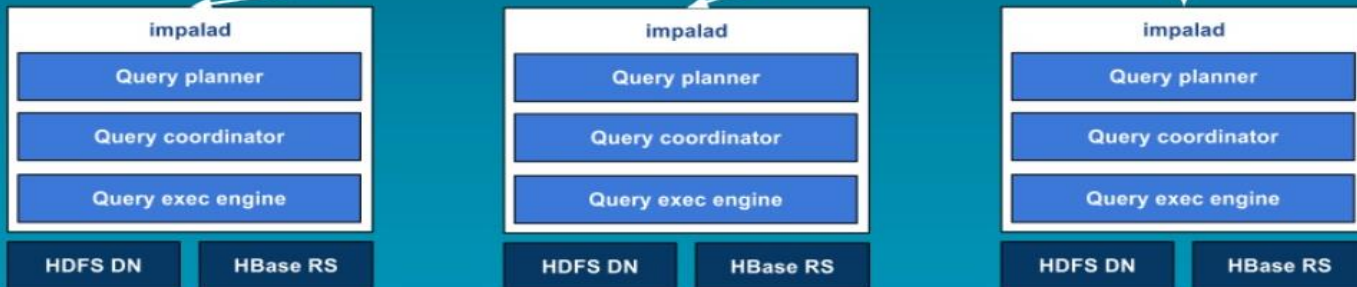 impalad
Query planner
Query coordinator
Query exec engine
HDFS DN HBase RS
impalad
Query planner
Query coordinator
Query exec engine
HDFS DN HBase RS
impalad
Query planner
Query coordinator
Query exec engine
HDFS DN HBase RS